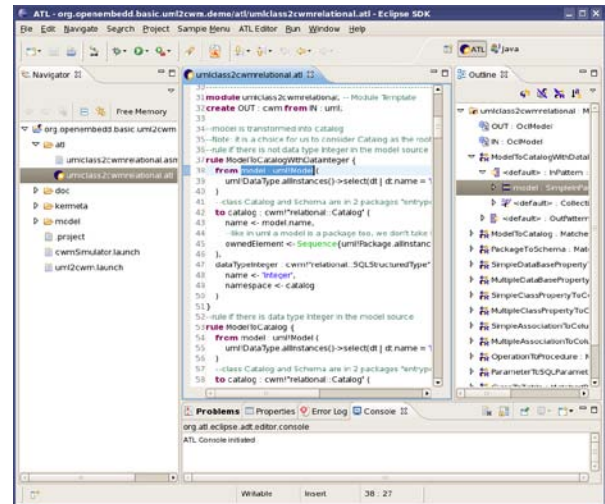 ATL - org.openembedd.basic.uml2cwm.deme/atl/umlclass2cwmrelational.atl - Eclipse SDK
File Edit Navigate Search Project Sample Menu ATL Editor Run Window Help
ATL Java
Navigator
Free Memory
org.openembedd.basic.uml2cwm
atl
umlclass2cwmrelational.asm
umlclass2cwmrelational.atl
doc
kermeta
model
.project
cwmSimulator.launch
uml2cwm.launch
umlclass2cwmrelational.atl
30
31 module umlclass2cwmrelational; -- Module Template
32 create OUT : cwm from IN : uml;
33
34 --model is transformed into catalog
35 --Note: it is a choice for us to consider Catalog as the root
36 --rule if there is not data type Integer in the model source
37 rule ModelToCatalogWithDataInteger {
38 from model : uml!Model (
39 uml!DataType.allInstances()->select(dt | dt.name = 'I
40 )
41 --class Catalog and Schema are in 2 packages "entryp
42 to catalog : cwm!"relational::Catalog" (
43 name <- model.name,
44 --like in uml a model is a package too, we don't take
45 ownedElement <- Sequence{uml!Package.allInstanc
46 ),
47 dataTypeInteger : cwm!"relational::SQLStructuredType"
48 name <- 'Integer',
49 namespace <- catalog
50 )
51 }
52 --rule if there is data type Integer in the model source
53 rule ModelToCatalog {
54 from model : uml!Model (
55 uml!DataType.allInstances()->select(dt | dt.name = 'I
56 )
57 --class Catalog and Schema are in 2 packages "entryp
58 to catalog : cwm!"relational::Catalog" (
Outline
umlclass2cwmrelational : M
OUT : OclModel
IN : OclModel
ModelToCatalogWithDataI
<default> : InPattern
model : SimpleInPa
<default> : Collecti
<default> : OutPattern
ModelToCatalog : Matche
PackageToSchema : Mat
SimpleDataBaseProperty
MultipleDataBaseProperty
SimpleClassPropertyToC
MultipleClassPropertyToC
SimpleAssociationToColu
MultipleAssociationToColu
OperationToProcedure : M
ParameterToSQLParamet
Problems Properties Error Log Console
org.atl.eclipse.adt.editor.console
ATL Console initiated
Writable Insert 38 : 27